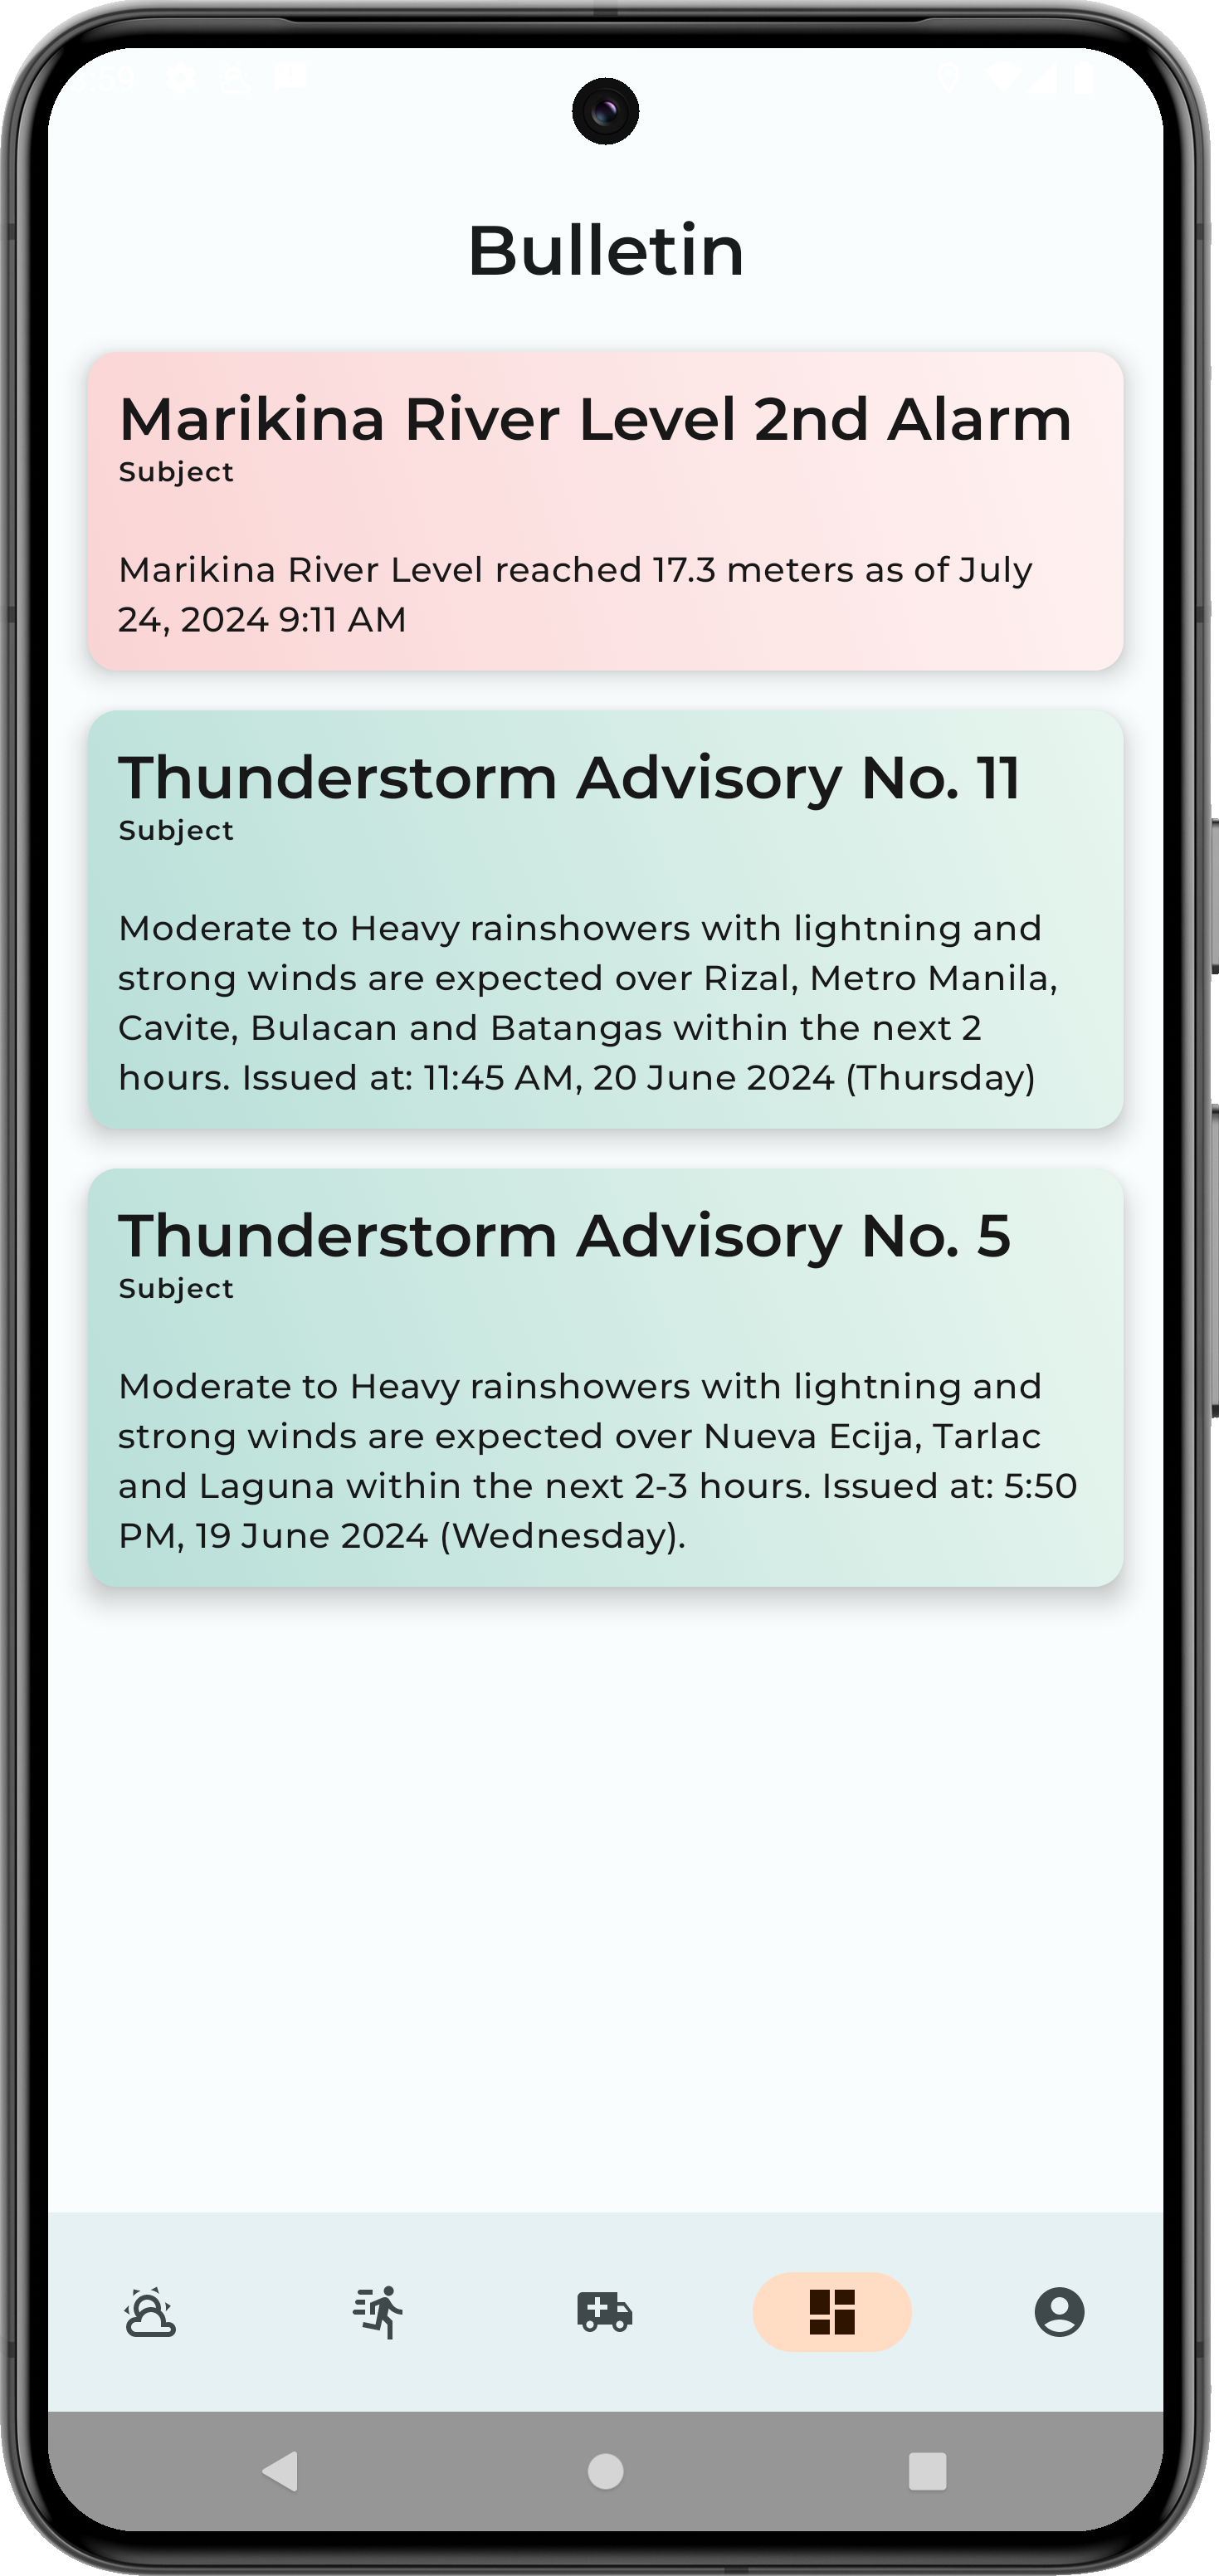 Bulletin
Marikina River Level 2nd Alarm
Subject
Marikina River Level reached 17.3 meters as of July
24, 2024 9:11 AM
Thunderstorm Advisory No. 11
Subject
Moderate to Heavy rainshowers with lightning and
strong winds are expected over Rizal, Metro Manila,
Cavite, Bulacan and Batangas within the next 2
hours. Issued at: 11:45 AM, 20 June 2024 (Thursday)
Thunderstorm Advisory No. 5
Subject
Moderate to Heavy rainshowers with lightning and
strong winds are expected over Nueva Ecija, Tarlac
and Laguna within the next 2-3 hours. Issued at: 5:50
PM, 19 June 2024 (Wednesday).